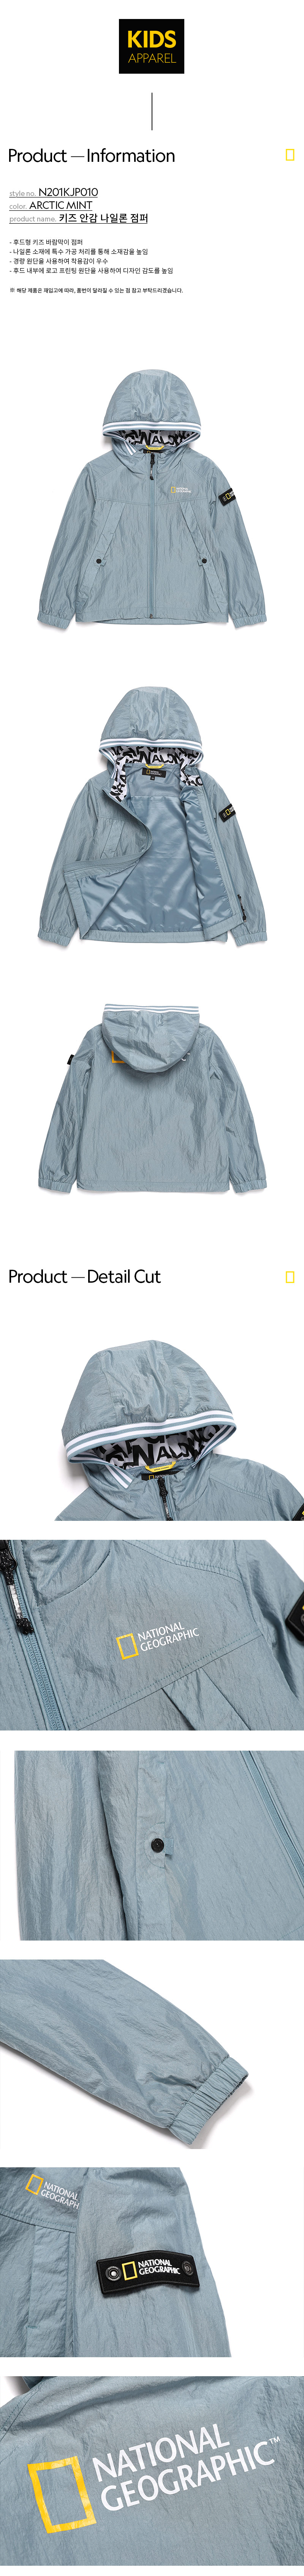 KIDS
APPAREL
Product — Information
style no. N201KJP010
color. ARCTIC MINT
product name. 키즈 안감 나일론 점퍼
- 후드형 키즈 바람막이 점퍼
- 나일론 소재에 특수 가공 처리를 통해 소재감을 높임
- 경량 원단을 사용하여 착용감이 우수
- 후드 내부에 로고 프린팅 원단을 사용하여 디자인 감도를 높임
※ 해당 제품은 재입고에 따라, 품번이 달라질 수 있는 점 참고 부탁드리겠습니다.
Product — Detail Cut
NATIONAL
GEOGRAPHIC
NATIONAL
GEOGRAPH
NATIONAL
GEOGRAPHIC
NATIONAL
GEOGRAPHIC™